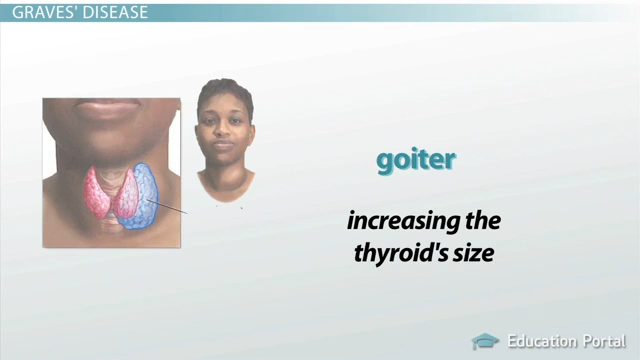 GRAVES' DISEASE
goiter
increasing the
thyroid's size
Education Portal